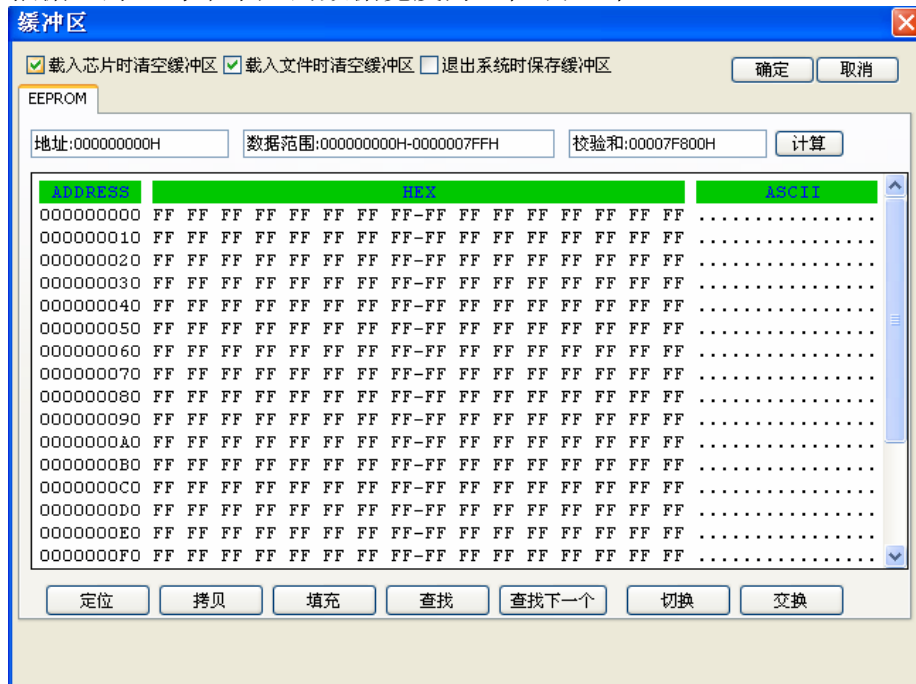 缓冲区
载入芯片时清空缓冲区 载入文件时清空缓冲区 退出系统时保存缓冲区 确定 取消
EEPROM
地址:000000000H 数据范围:000000000H-0000007FFH 校验和:00007F800H 计算
ADDRESS HEX ASCII
000000000 FF FF FF FF FF FF FF FF-FF FF FF FF FF FF FF FF ................
000000010 FF FF FF FF FF FF FF FF-FF FF FF FF FF FF FF FF ................
000000020 FF FF FF FF FF FF FF FF-FF FF FF FF FF FF FF FF ................
000000030 FF FF FF FF FF FF FF FF-FF FF FF FF FF FF FF FF ................
000000040 FF FF FF FF FF FF FF FF-FF FF FF FF FF FF FF FF ................
000000050 FF FF FF FF FF FF FF FF-FF FF FF FF FF FF FF FF ................
000000060 FF FF FF FF FF FF FF FF-FF FF FF FF FF FF FF FF ................
000000070 FF FF FF FF FF FF FF FF-FF FF FF FF FF FF FF FF ................
000000080 FF FF FF FF FF FF FF FF-FF FF FF FF FF FF FF FF ................
000000090 FF FF FF FF FF FF FF FF-FF FF FF FF FF FF FF FF ................
0000000A0 FF FF FF FF FF FF FF FF-FF FF FF FF FF FF FF FF ................
0000000B0 FF FF FF FF FF FF FF FF-FF FF FF FF FF FF FF FF ................
0000000C0 FF FF FF FF FF FF FF FF-FF FF FF FF FF FF FF FF ................
0000000D0 FF FF FF FF FF FF FF FF-FF FF FF FF FF FF FF FF ................
0000000E0 FF FF FF FF FF FF FF FF-FF FF FF FF FF FF FF FF ................
0000000F0 FF FF FF FF FF FF FF FF-FF FF FF FF FF FF FF FF ................
定位 拷贝 填充 查找 查找下一个 切换 交换